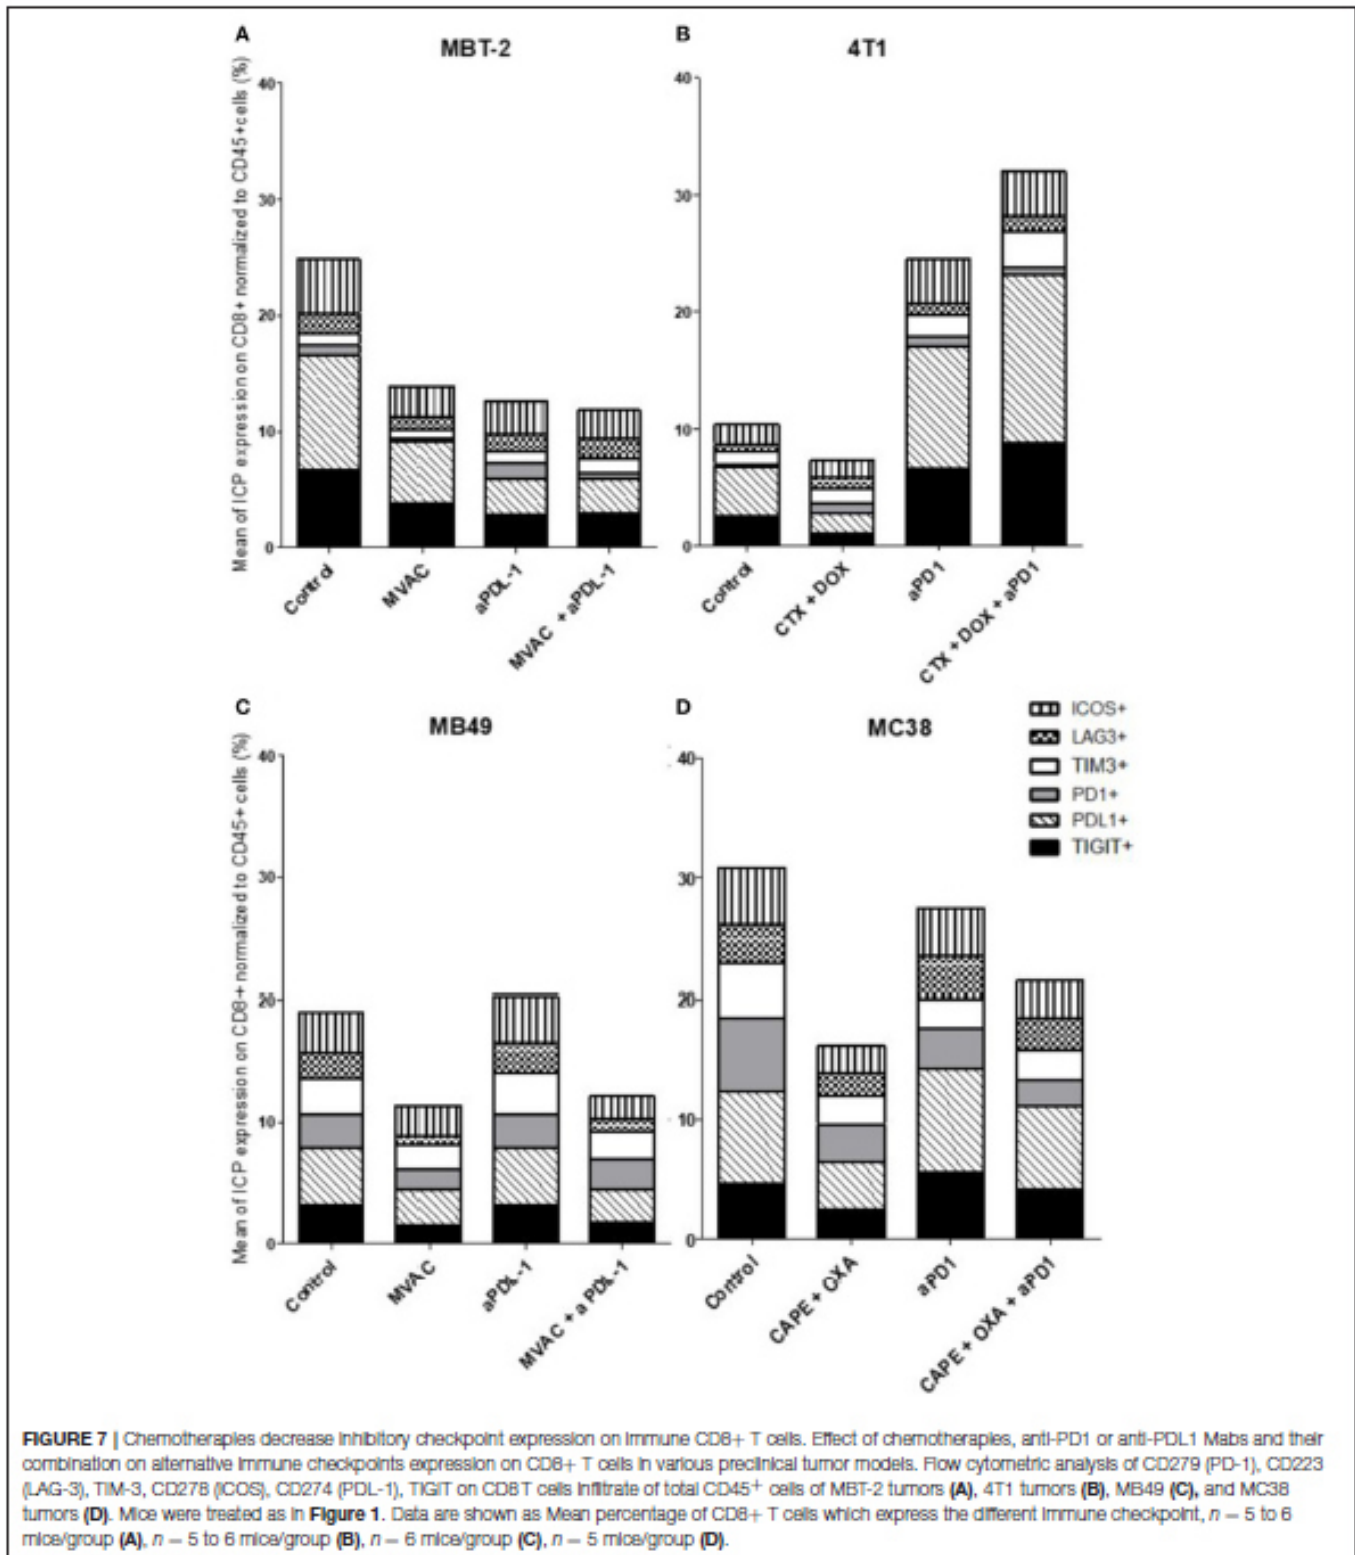 A
MBT-2
Mean of ICP expression on CD8+ normalized to CD45+cells (%)
40
30
20
10
0
Control
MVAC
aPDL-1
MVAC + aPDL-1
B
4T1
40
30
20
10
0
Control
CTX + DOX
aPD1
CTX + DOX + aPD1
C
MB49
Mean of ICP expression on CD8+ normalized to CD45+ cells (%)
40
30
20
10
0
Control
MVAC
aPDL-1
MVAC + a PDL-1
D
MC38
40
30
20
10
0
Control
CAPE + OXA
aPD1
CAPE + OXA + aPD1
ICOS+
LAG3+
TIM3+
PD1+
PDL1+
TIGIT+
FIGURE 7 | Chemotherapies decrease inhibitory checkpoint expression on immune CD8+ T cells. Effect of chemotherapies, anti-PD1 or anti-PDL1 Mabs and their
combination on alternative immune checkpoints expression on CD8+ T cells in various preclinical tumor models. Flow cytometric analysis of CD279 (PD-1), CD223
(LAG-3), TIM-3, CD278 (ICOS), CD274 (PDL-1), TIGIT on CD8T cells infiltrate of total CD45⁺ cells of MBT-2 tumors (A), 4T1 tumors (B), MB49 (C), and MC38
tumors (D). Mice were treated as in Figure 1. Data are shown as Mean percentage of CD8+ T cells which express the different immune checkpoint, n = 5 to 6
mice/group (A), n = 5 to 6 mice/group (B), n = 6 mice/group (C), n = 5 mice/group (D).